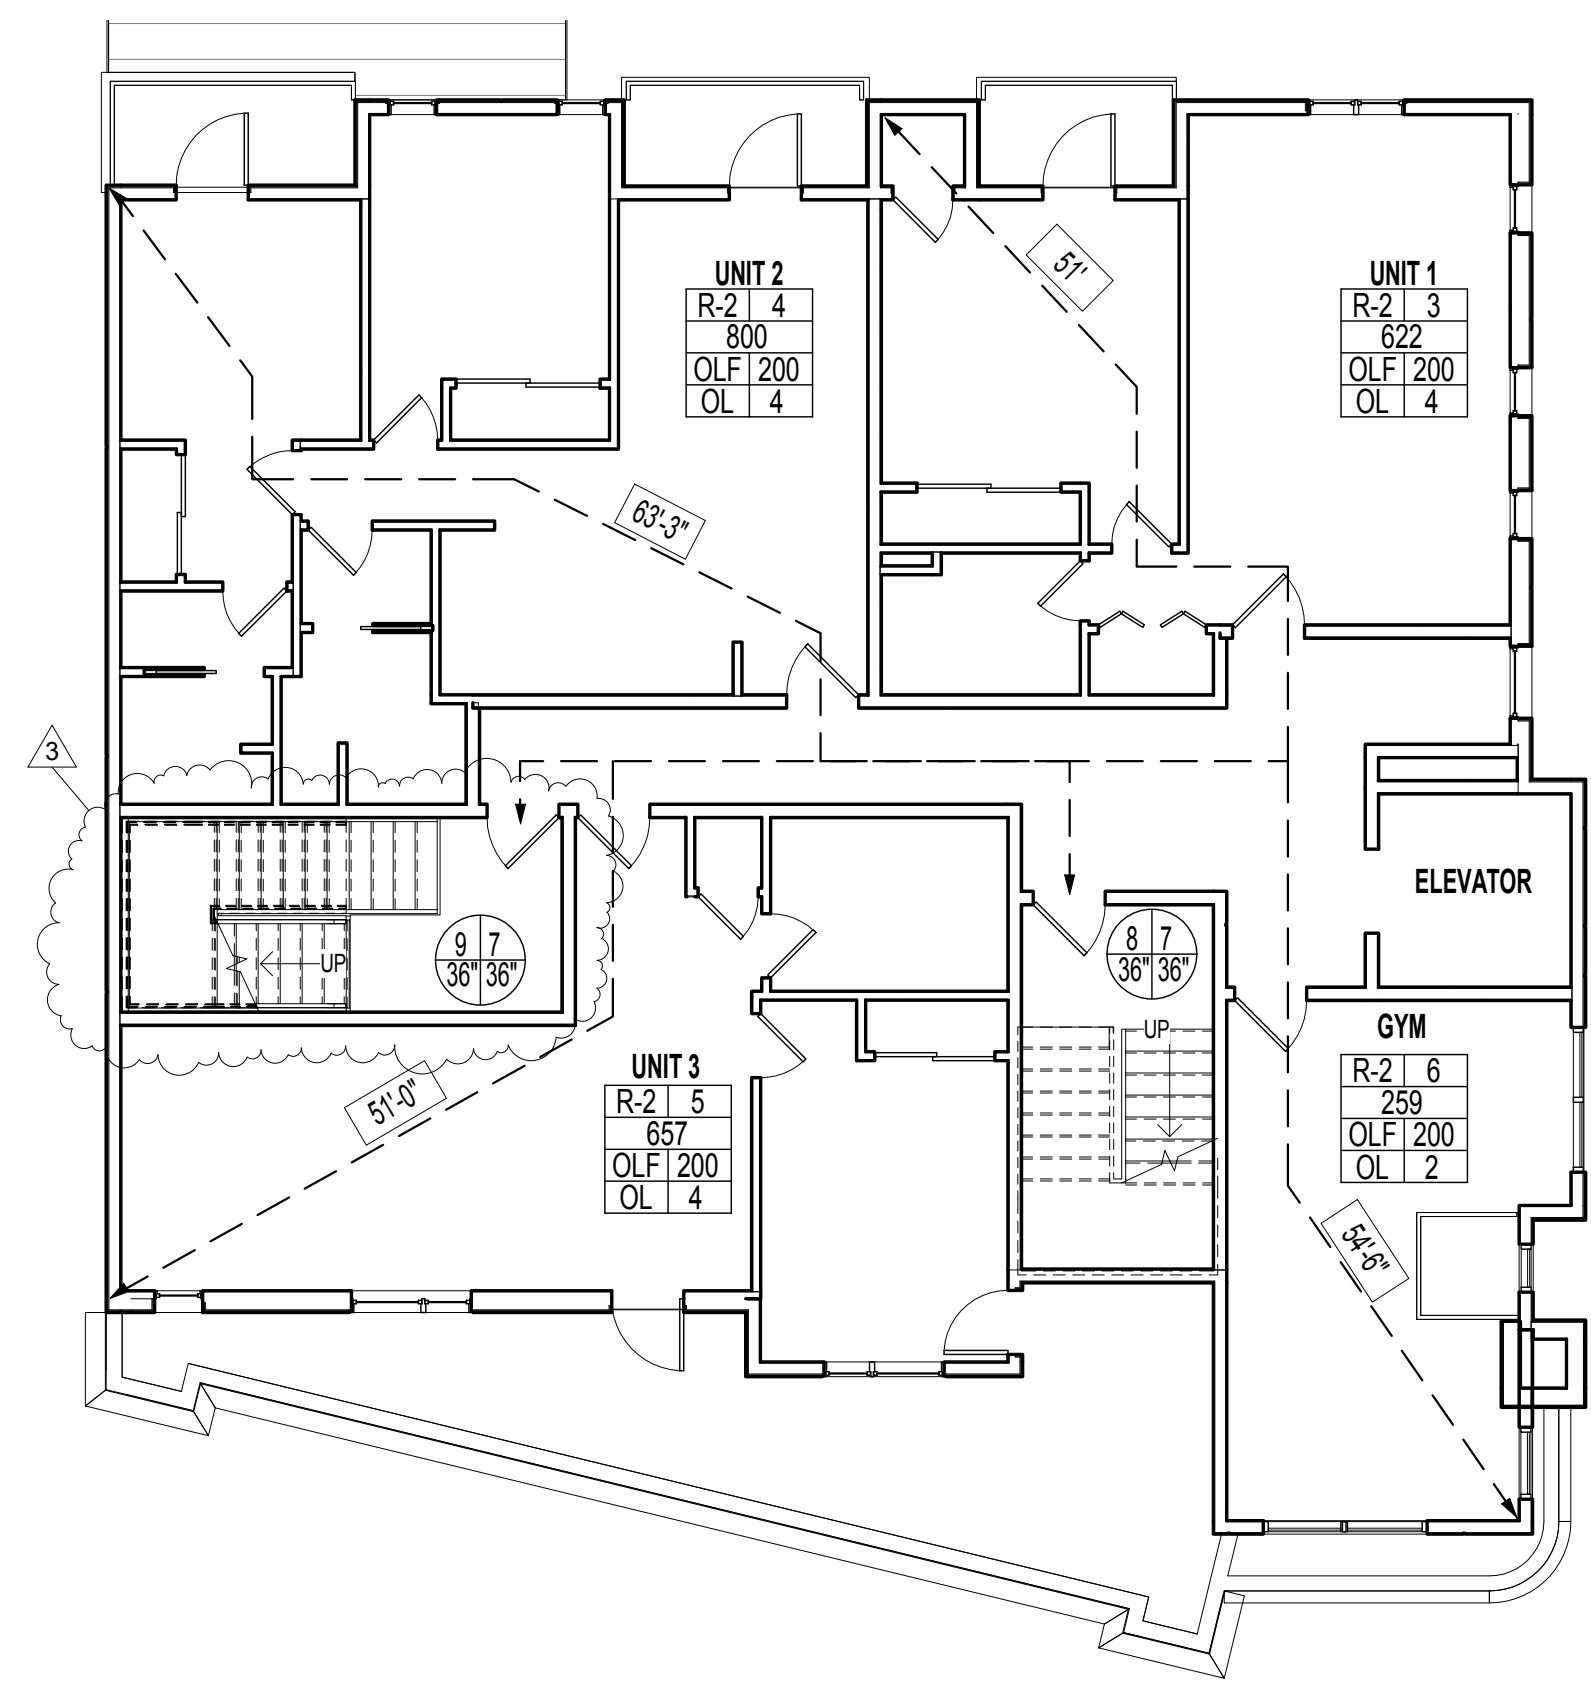 51'
UNIT 2
R-2 4
800
OLF 200
OL 4
UNIT 1
R-2 3
622
OLF 200
OL 4
63'-3"
3
ELEVATOR
9 7
36" 36"
UP
8 7
36" 36"
UP
GYM
R-2 6
259
OLF 200
OL 2
UNIT 3
R-2 5
657
OLF 200
OL 4
51'-0"
54'-6"